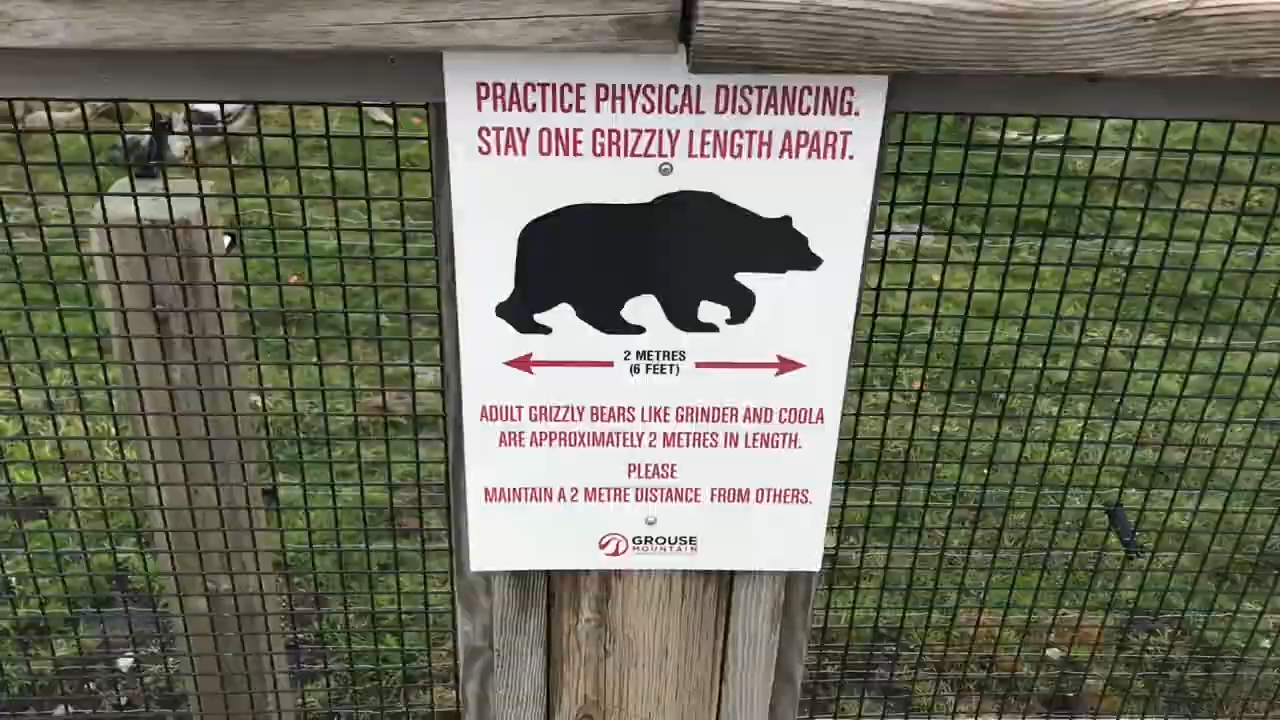 PRACTICE PHYSICAL DISTANCING.
STAY ONE GRIZZLY LENGTH APART.
2 METRES
(6 FEET)
ADULT GRIZZLY BEARS LIKE GRINDER AND COOLA
ARE APPROXIMATELY 2 METRES IN LENGTH.
PLEASE
MAINTAIN A 2 METRE DISTANCE FROM OTHERS.
GROUSE
MOUNTAIN